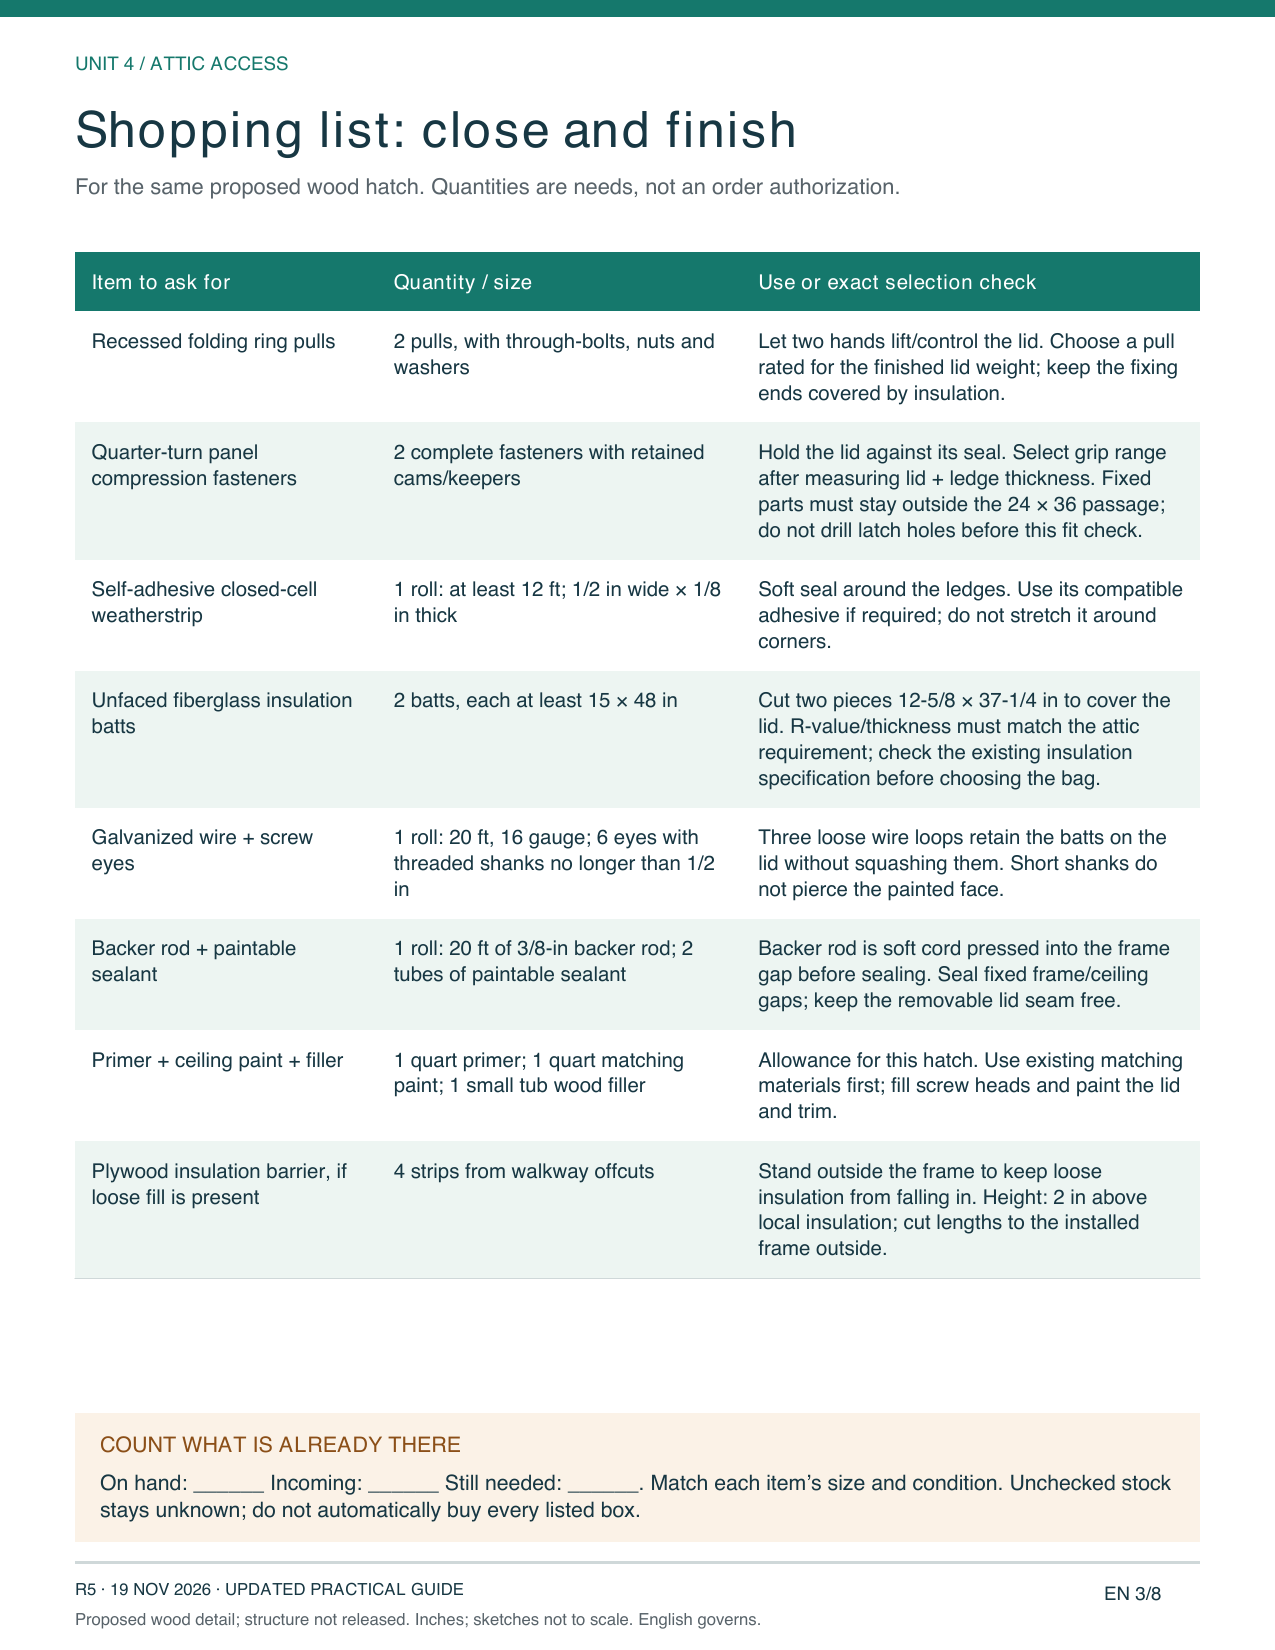 UNIT 4 / ATTIC ACCESS
Shopping list: close and finish
For the same proposed wood hatch. Quantities are needs, not an order authorization.
Item to ask for
Quantity / size
Use or exact selection check
Recessed folding ring pulls
2 pulls, with through-bolts, nuts and
washers
Let two hands lift/control the lid. Choose a pull
rated for the finished lid weight; keep the fixing
ends covered by insulation.
Quarter-turn panel
compression fasteners
2 complete fasteners with retained
cams/keepers
Hold the lid against its seal. Select grip range
after measuring lid + ledge thickness. Fixed
parts must stay outside the 24 × 36 passage;
do not drill latch holes before this fit check.
Self-adhesive closed-cell
weatherstrip
1 roll: at least 12 ft; 1/2 in wide × 1/8
in thick
Soft seal around the ledges. Use its compatible
adhesive if required; do not stretch it around
corners.
Unfaced fiberglass insulation
batts
2 batts, each at least 15 × 48 in
Cut two pieces 12-5/8 × 37-1/4 in to cover the
lid. R-value/thickness must match the attic
requirement; check the existing insulation
specification before choosing the bag.
Galvanized wire + screw
eyes
1 roll: 20 ft, 16 gauge; 6 eyes with
threaded shanks no longer than 1/2
in
Three loose wire loops retain the batts on the
lid without squashing them. Short shanks do
not pierce the painted face.
Backer rod + paintable
sealant
1 roll: 20 ft of 3/8-in backer rod; 2
tubes of paintable sealant
Backer rod is soft cord pressed into the frame
gap before sealing. Seal fixed frame/ceiling
gaps; keep the removable lid seam free.
Primer + ceiling paint + filler
1 quart primer; 1 quart matching
paint; 1 small tub wood filler
Allowance for this hatch. Use existing matching
materials first; fill screw heads and paint the lid
and trim.
Plywood insulation barrier, if
loose fill is present
4 strips from walkway offcuts
Stand outside the frame to keep loose
insulation from falling in. Height: 2 in above
local insulation; cut lengths to the installed
frame outside.
COUNT WHAT IS ALREADY THERE
On hand: ______ Incoming: ______ Still needed: ______. Match each item’s size and condition. Unchecked stock
stays unknown; do not automatically buy every listed box.
R5 · 19 NOV 2026 · UPDATED PRACTICAL GUIDE
EN 3/8
Proposed wood detail; structure not released. Inches; sketches not to scale. English governs.